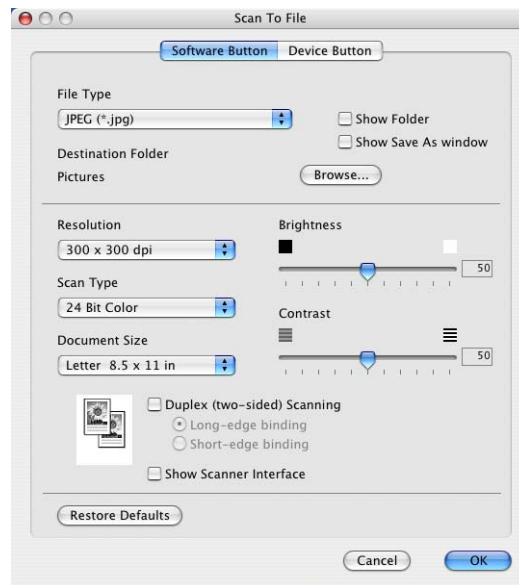 Scan To File
Software Button Device Button
File Type
JPEG (*.jpg)
Show Folder
Show Save As window
Destination Folder
Pictures
Browse...
Resolution
300 x 300 dpi
Scan Type
24 Bit Color
Document Size
Letter 8.5 x 11 in
Brightness
50
Contrast
50
Duplex (two-sided) Scanning
Long-edge binding
Short-edge binding
Show Scanner Interface
Restore Defaults
Cancel OK